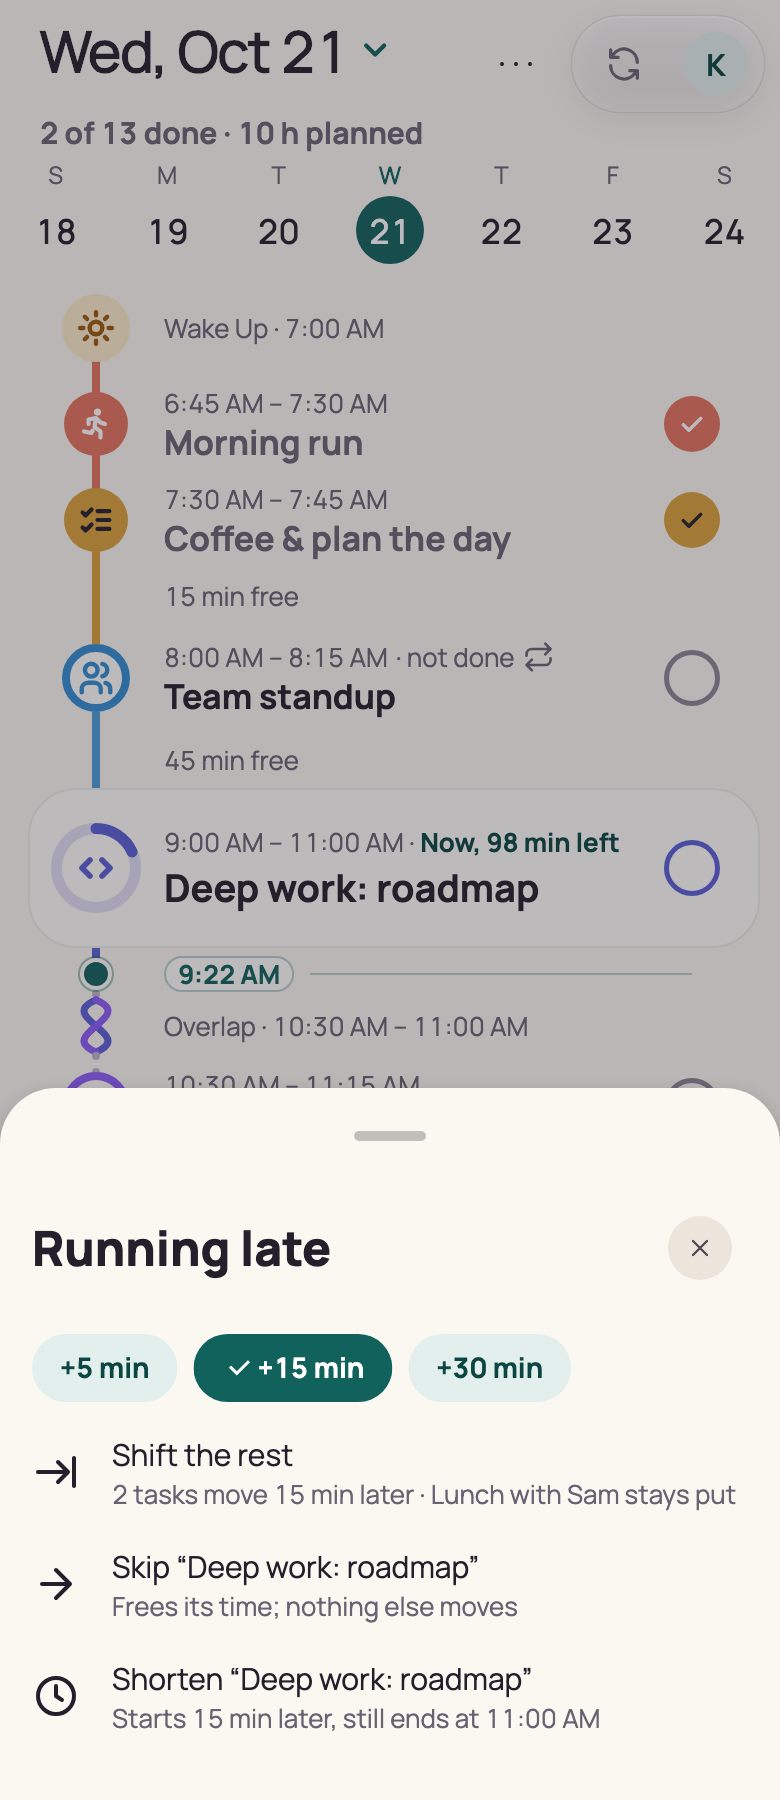 Wed, Oct 21
...
K
2 of 13 done · 10 h planned
S M T W T F S
18 19 20 21 22 23 24
Wake Up · 7:00 AM
6:45 AM – 7:30 AM
Morning run
7:30 AM – 7:45 AM
Coffee & plan the day
15 min free
8:00 AM – 8:15 AM · not done
Team standup
45 min free
9:00 AM – 11:00 AM · Now, 98 min left
Deep work: roadmap
9:22 AM
Overlap · 10:30 AM – 11:00 AM
10:30 AM – 11:15 AM
Running late
+5 min
+15 min
+30 min
Shift the rest
2 tasks move 15 min later · Lunch with Sam stays put
Skip “Deep work: roadmap”
Frees its time; nothing else moves
Shorten “Deep work: roadmap”
Starts 15 min later, still ends at 11:00 AM